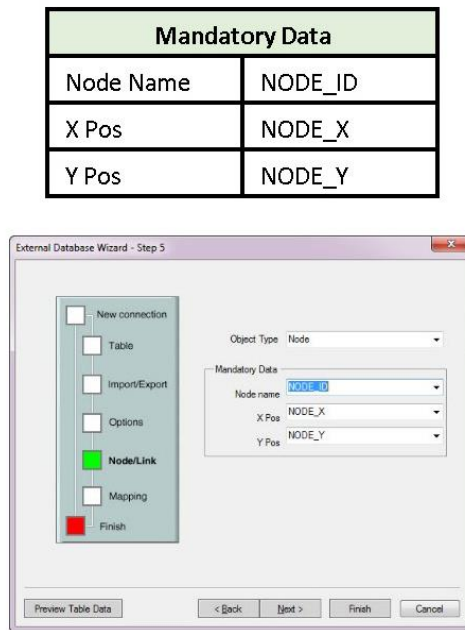 Mandatory Data
Node Name NODE_ID
X Pos NODE_X
Y Pos NODE_Y
External Database Wizard - Step 5
New connection
Table
Import/Export
Options
Node/Link
Mapping
Finish
Object Type Node
Mandatory Data
Node name NODE_ID
X Pos NODE_X
Y Pos NODE_Y
Preview Table Data < Back Next > Finish Cancel